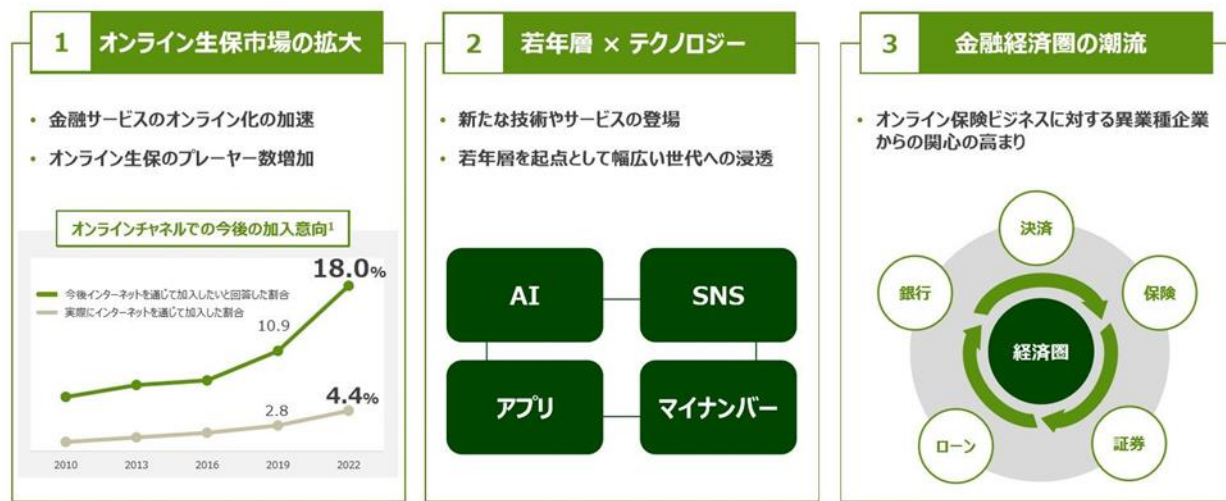 1 オンライン生保市場の拡大
• 金融サービスのオンライン化の加速
• オンライン生保のプレーヤー数増加
オンラインチャネルでの今後の加入意向1
18.0%
今後インターネットを通じて加入したいと回答した割合
実際にインターネットを通じて加入した割合
10.9
4.4%
2.8
2010 2013 2016 2019 2022
2 若年層 × テクノロジー
• 新たな技術やサービスの登場
• 若年層を起点として幅広い世代への浸透
AI SNS
アプリ マイナンバー
3 金融経済圏の潮流
• オンライン保険ビジネスに対する異業種企業
からの関心の高まり
決済
銀行 保険
経済圏
ローン 証券